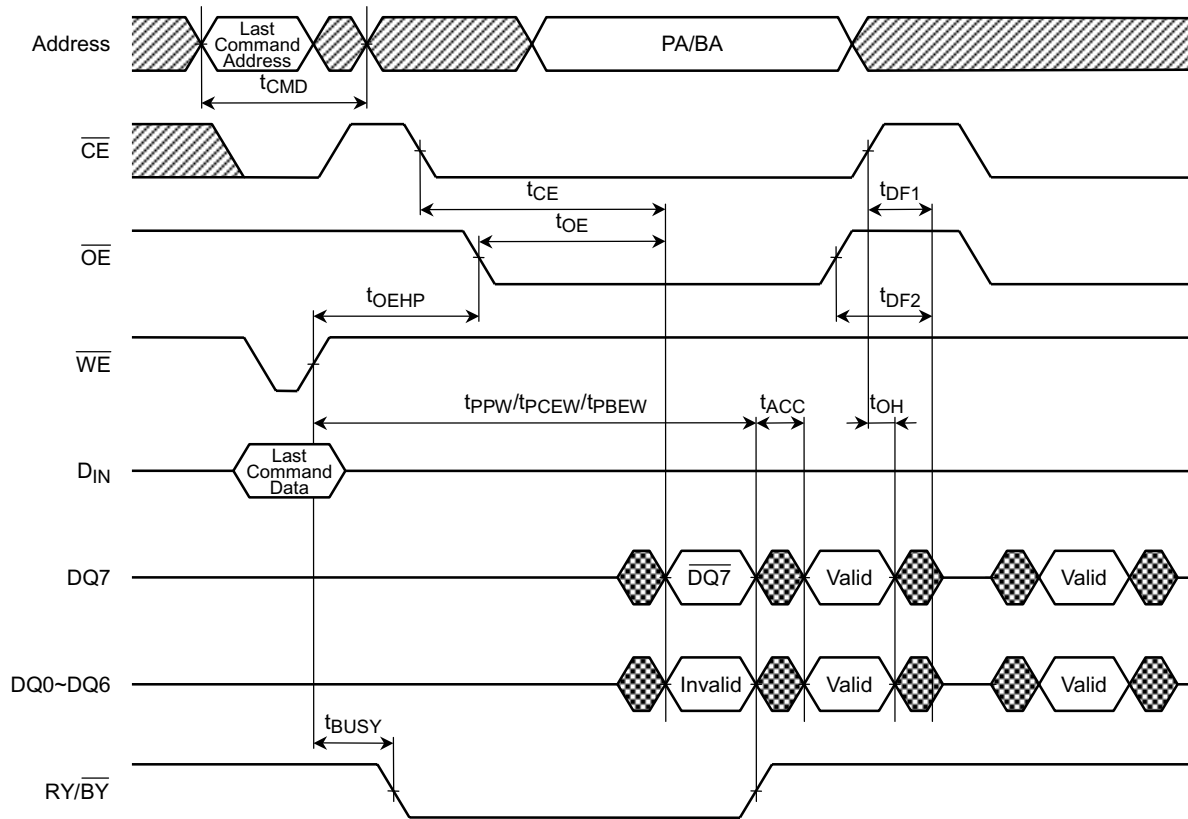 Address
Last
Command
Address
PA/BA
tCMD
CE
tCE
tDF1
OE
tOE
tOEHP
tDF2
WE
tPPW/tPCEW/tPBEW
tACC
tOH
DIN
Last
Command
Data
DQ7
DQ7
Valid
Valid
DQ0~DQ6
Invalid
Valid
Valid
tBUSY
RY/BY